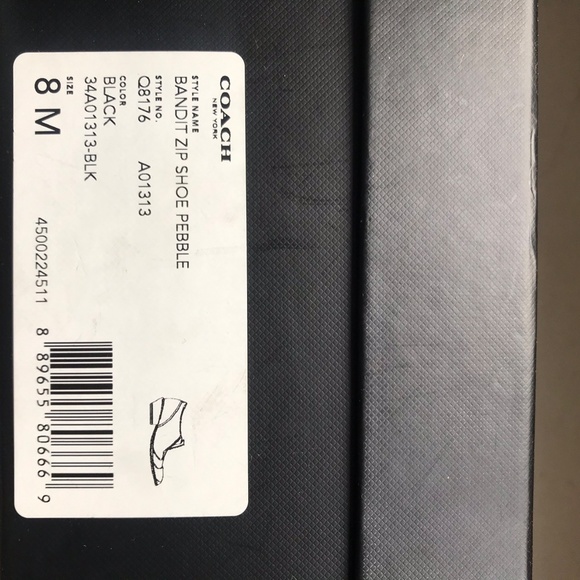 COACH
NEW YORK
STYLE NAME
BANDIT ZIP SHOE PEBBLE
STYLE NO.
Q8176 A01313
COLOR
BLACK
34A01313-BLK
SIZE
8 M
4500224511
8 89655 80666 9